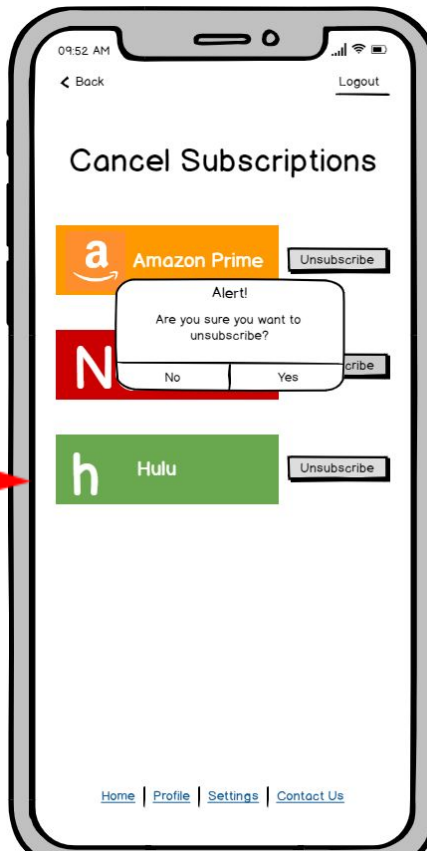 09:52 AM
Back
Logout
Cancel Subscriptions
a
Amazon Prime
Unsubscribe
Alert!
Are you sure you want to
unsubscribe?
N
No
Yes
h
Hulu
Unsubscribe
Home | Profile | Settings | Contact Us